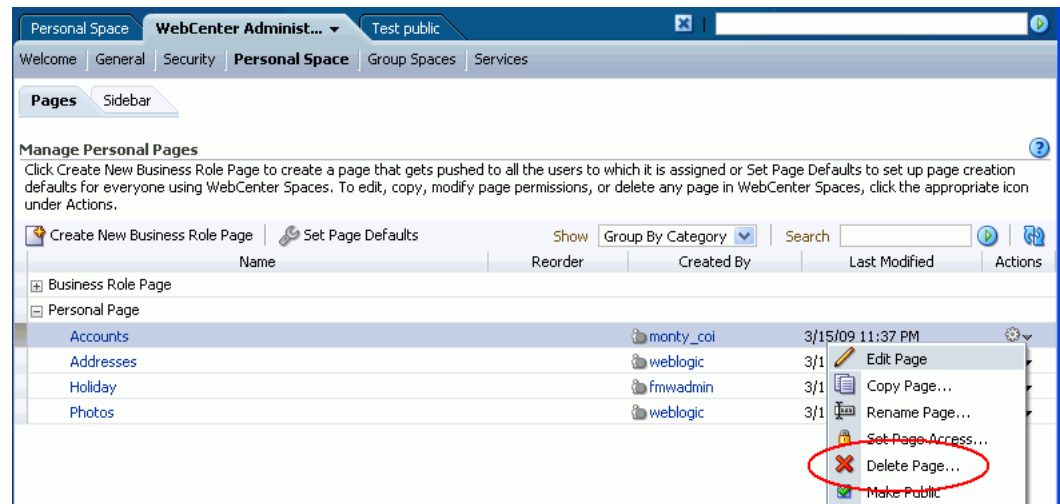 Personal Space WebCenter Administ... Test public
Welcome General Security Personal Space Group Spaces Services
Pages Sidebar
Manage Personal Pages
Click Create New Business Role Page to create a page that gets pushed to all the users to which it is assigned or Set Page Defaults to set up page creation
defaults for everyone using WebCenter Spaces. To edit, copy, modify page permissions, or delete any page in WebCenter Spaces, click the appropriate icon
under Actions.
Create New Business Role Page Set Page Defaults Show Group By Category Search
Name Reorder Created By Last Modified Actions
Business Role Page
Personal Page
Accounts monty_coi 3/15/09 11:37 PM
Addresses weblogic 3/1 Edit Page
Holiday fmwadmin 3/1 Copy Page...
Photos weblogic 3/1 Rename Page...
Set Page Access...
Delete Page...
Make Public